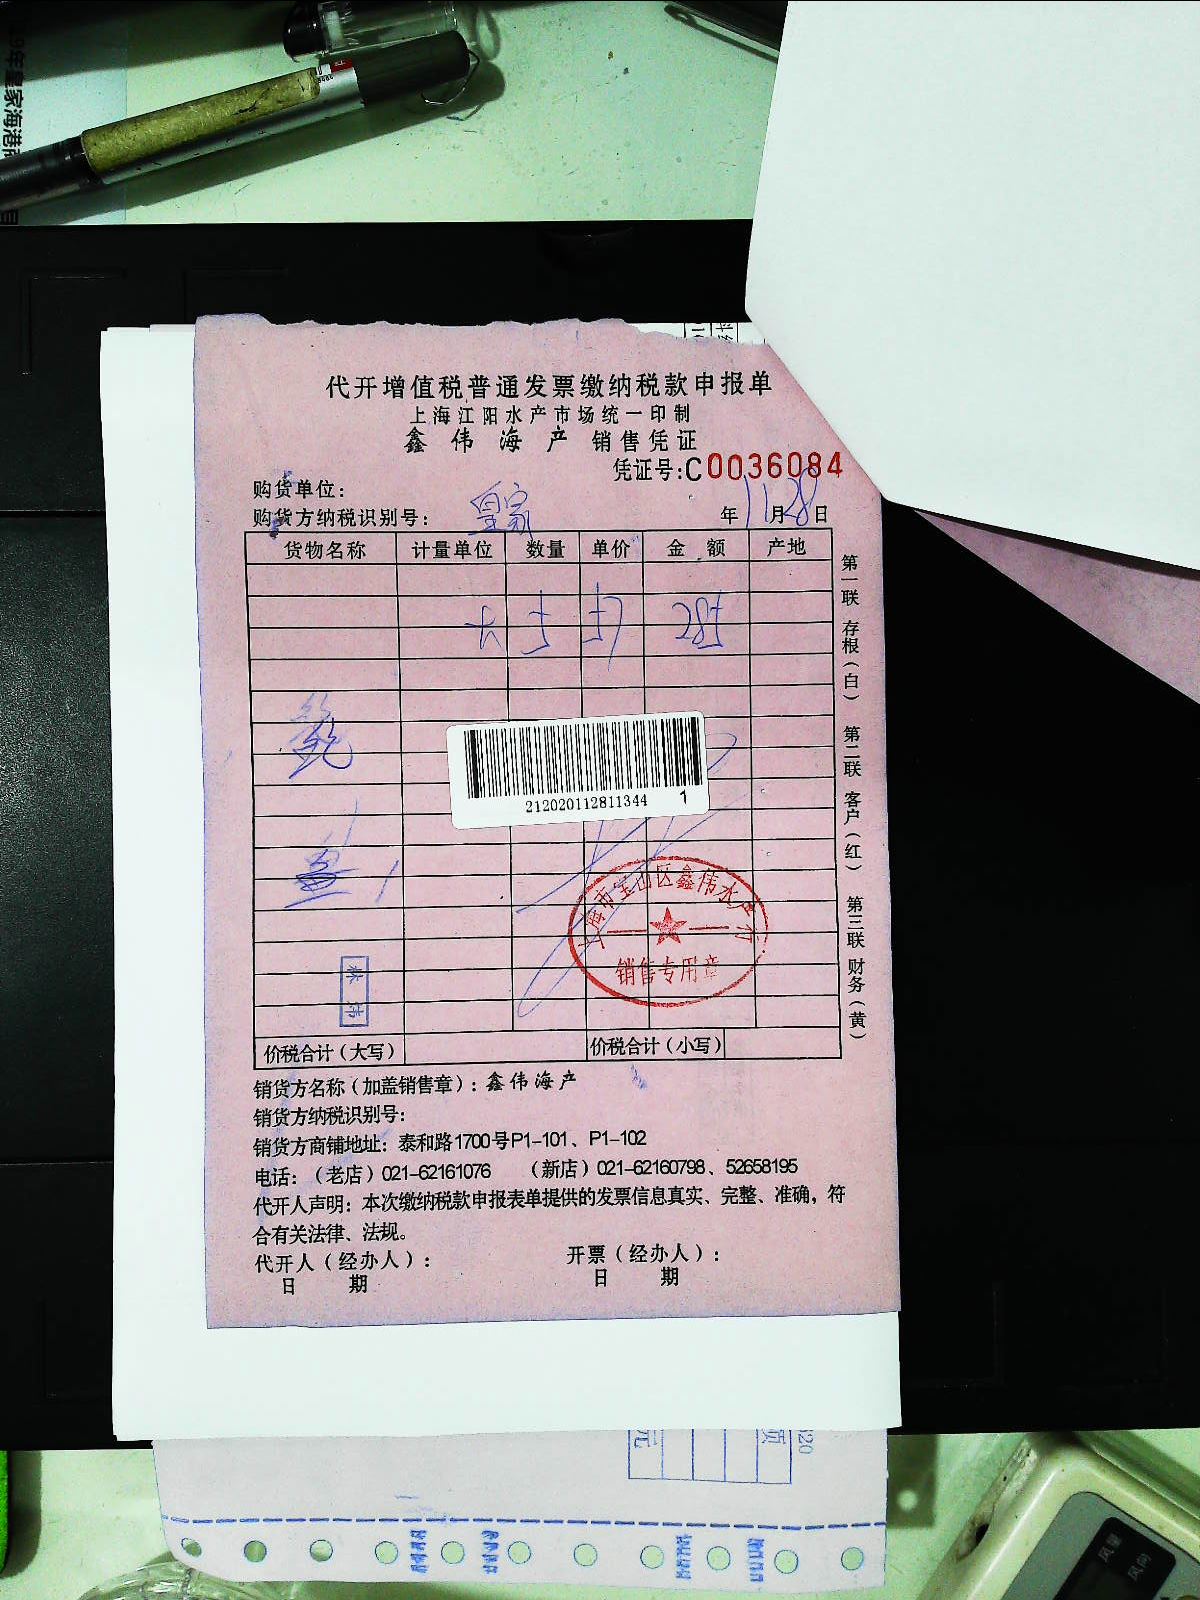 代开增值税普通发票缴纳税款申报单
上海江阳水产市场统一印制
鑫伟海产 销售凭证
凭证号:C0036084
购货单位:
购货方纳税识别号: 皇家 年 11月28日
货物名称 计量单位 数量 单价 金额 产地
212020112811344 1
上海市宝山区鑫伟水产行
销售专用章
价税合计(大写) 价税合计(小写)
销货方名称(加盖销售章):鑫伟海产
销货方纳税识别号:
销货方商铺地址: 泰和路1700号P1-101、P1-102
电话:(老店)021-62161076 (新店)021-62160798、52658195
代开人声明:本次缴纳税款申报表单提供的发票信息真实、完整、准确,符
合有关法律、法规。
代开人(经办人): 开票(经办人):
日 期 日 期
第一联 存根(白) 第二联 客户(红) 第三联 财务(黄)
风量
风向